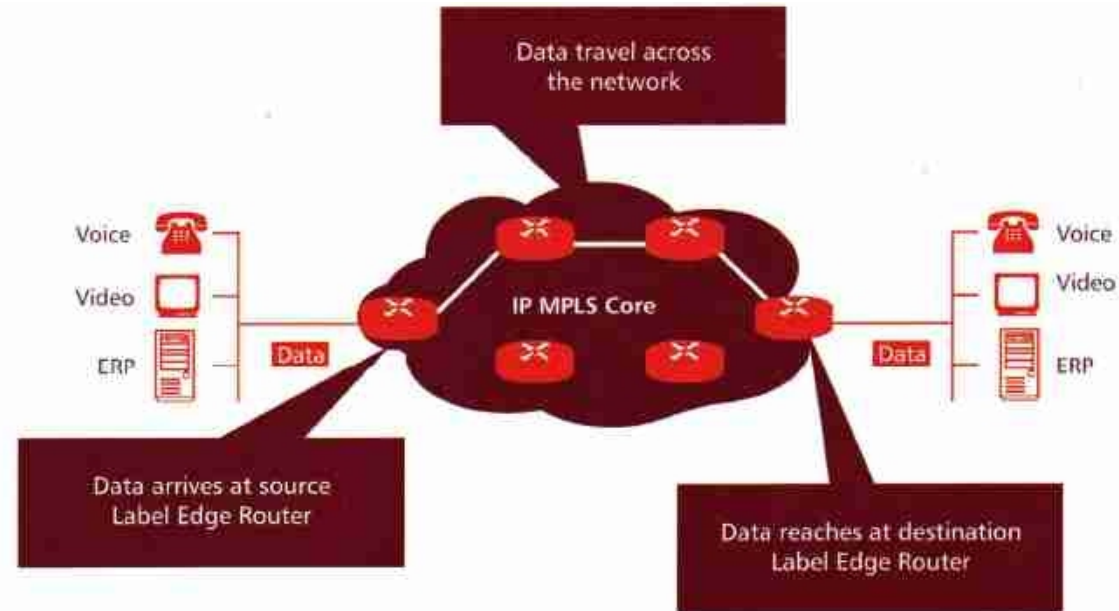 Data travel across
the network
Voice
Video
ERP
Data
IP MPLS Core
Data
Voice
Video
ERP
Data arrives at source
Label Edge Router
Data reaches at destination
Label Edge Router